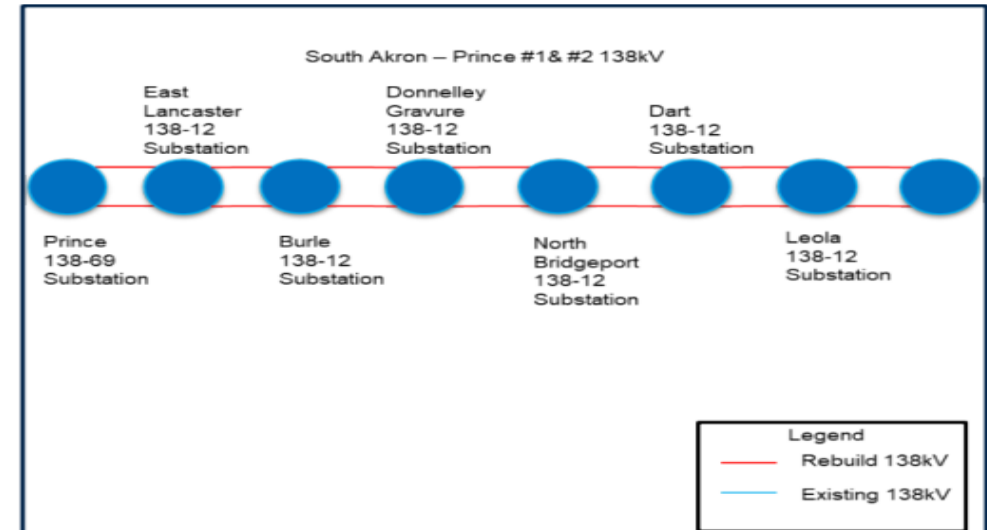 South Akron – Prince #1& #2 138kV
East
Lancaster
138-12
Substation
Donnelley
Gravure
138-12
Substation
Dart
138-12
Substation
Prince
138-69
Substation
Burle
138-12
Substation
North
Bridgeport
138-12
Substation
Leola
138-12
Substation
Legend
Rebuild 138kV
Existing 138kV